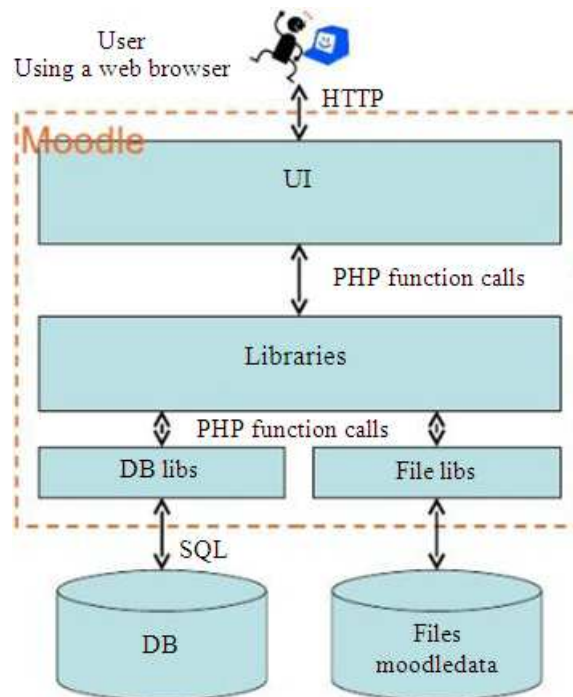 User
Using a web browser
HTTP
Moodle
UI
PHP function calls
Libraries
PHP function calls
DB libs
File libs
SQL
DB
Files
moodledata